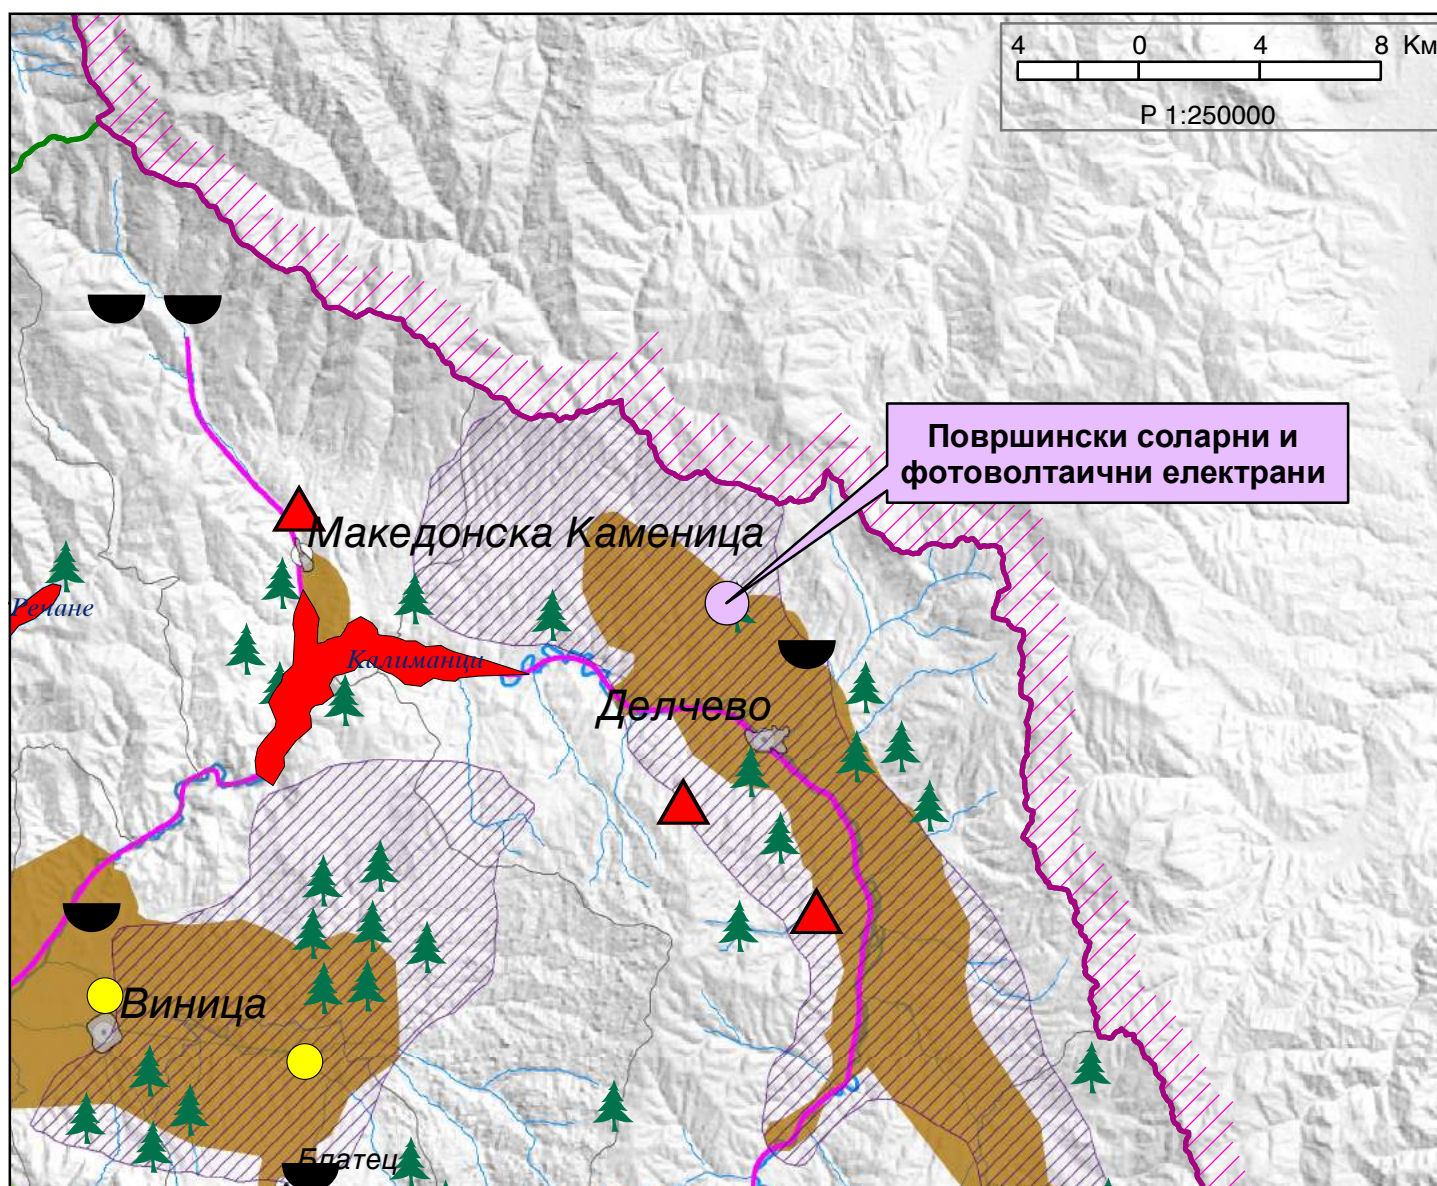 4 0 4 8 Км
Р 1:250000
Површински соларни и
фотоволтаични електрани
Македонска Каменица
Речане
Калиманци
Делчево
Виница
Блатец